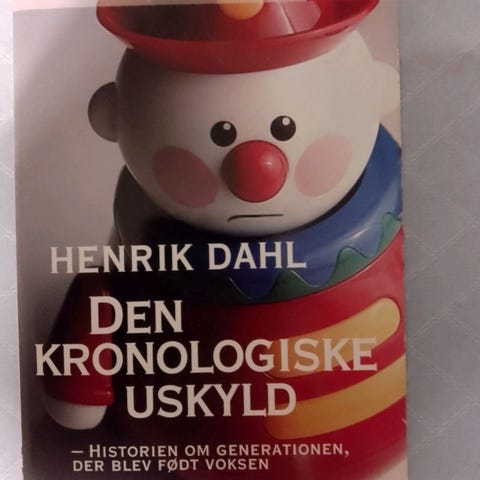 HENRIK DAHL
DEN
KRONOLOGISKE
USKYLD
– HISTORIEN OM GENERATIONEN,
DER BLEV FØDT VOKSEN